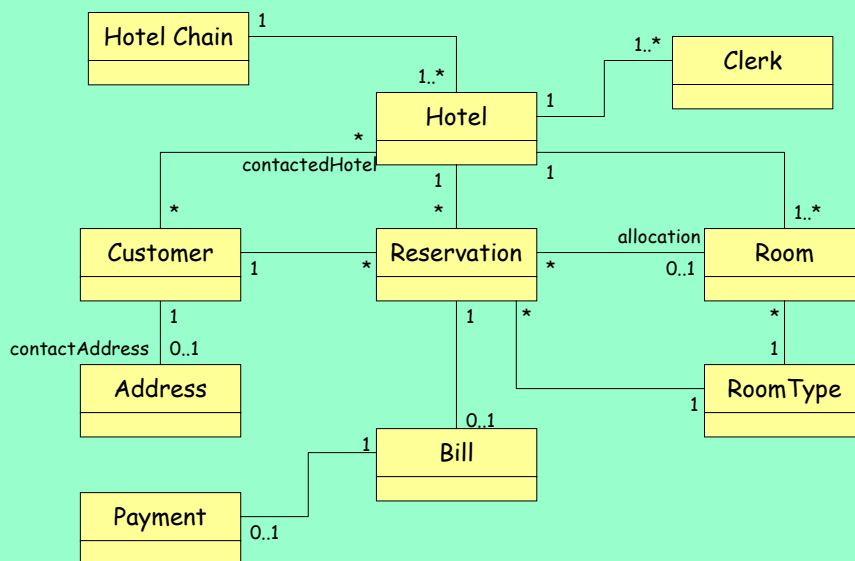 Hotel Chain
1
1..*
1..*
Clerk
Hotel
1
*
contactedHotel
1
1
*
*
1..*
Customer
Reservation
allocation
Room
1
*
*
0..1
1
1
*
*
contactAddress
0..1
1
Address
RoomType
1
0..1
1
Bill
Payment
0..1